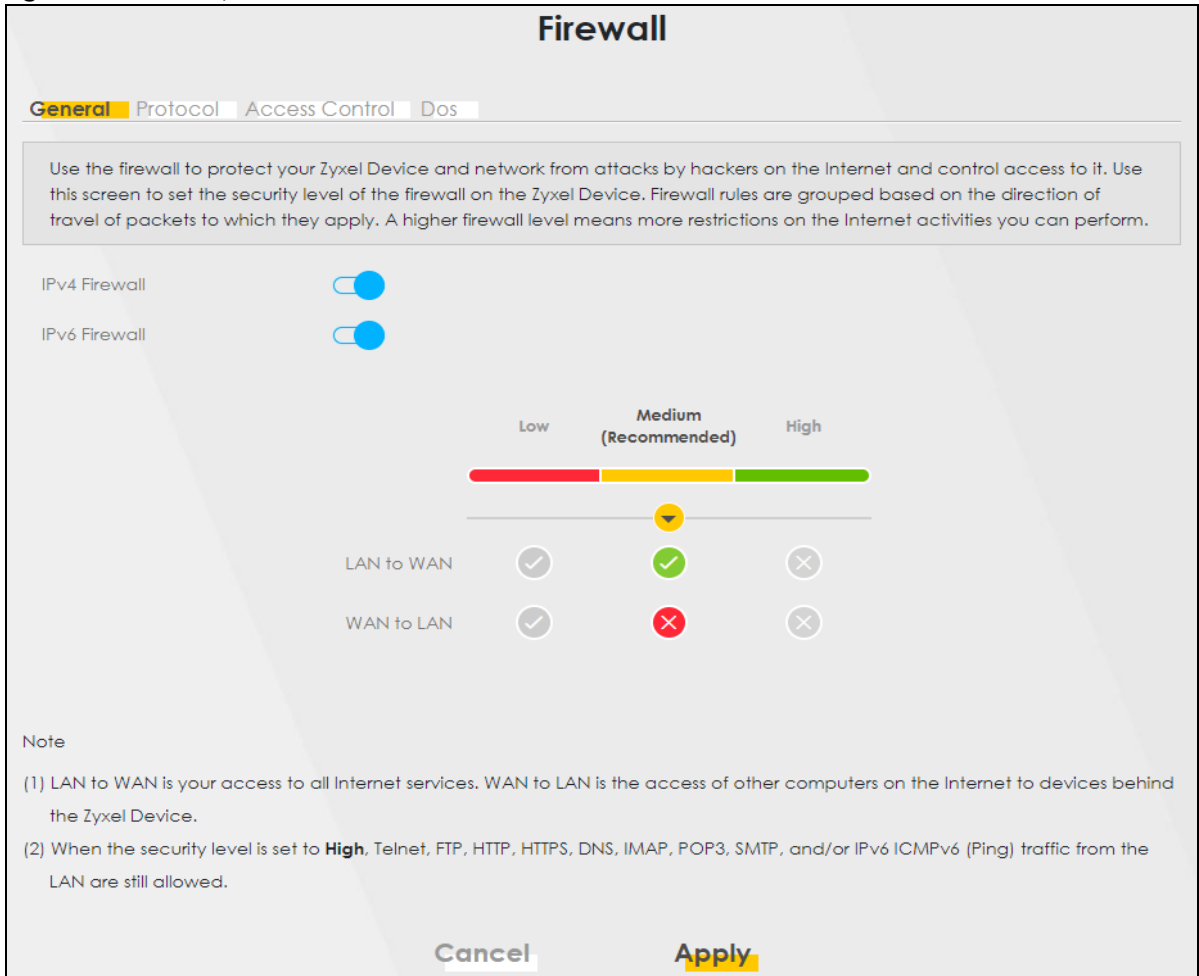 Firewall
General Protocol Access Control Dos
Use the firewall to protect your Zyxel Device and network from attacks by hackers on the Internet and control access to it. Use
this screen to set the security level of the firewall on the Zyxel Device. Firewall rules are grouped based on the direction of
travel of packets to which they apply. A higher firewall level means more restrictions on the Internet activities you can perform.
IPv4 Firewall
IPv6 Firewall
Low Medium (Recommended) High
LAN to WAN
WAN to LAN
Note
(1) LAN to WAN is your access to all Internet services. WAN to LAN is the access of other computers on the Internet to devices behind
the Zyxel Device.
(2) When the security level is set to High, Telnet, FTP, HTTP, HTTPS, DNS, IMAP, POP3, SMTP, and/or IPv6 ICMPv6 (Ping) traffic from the
LAN are still allowed.
Cancel Apply